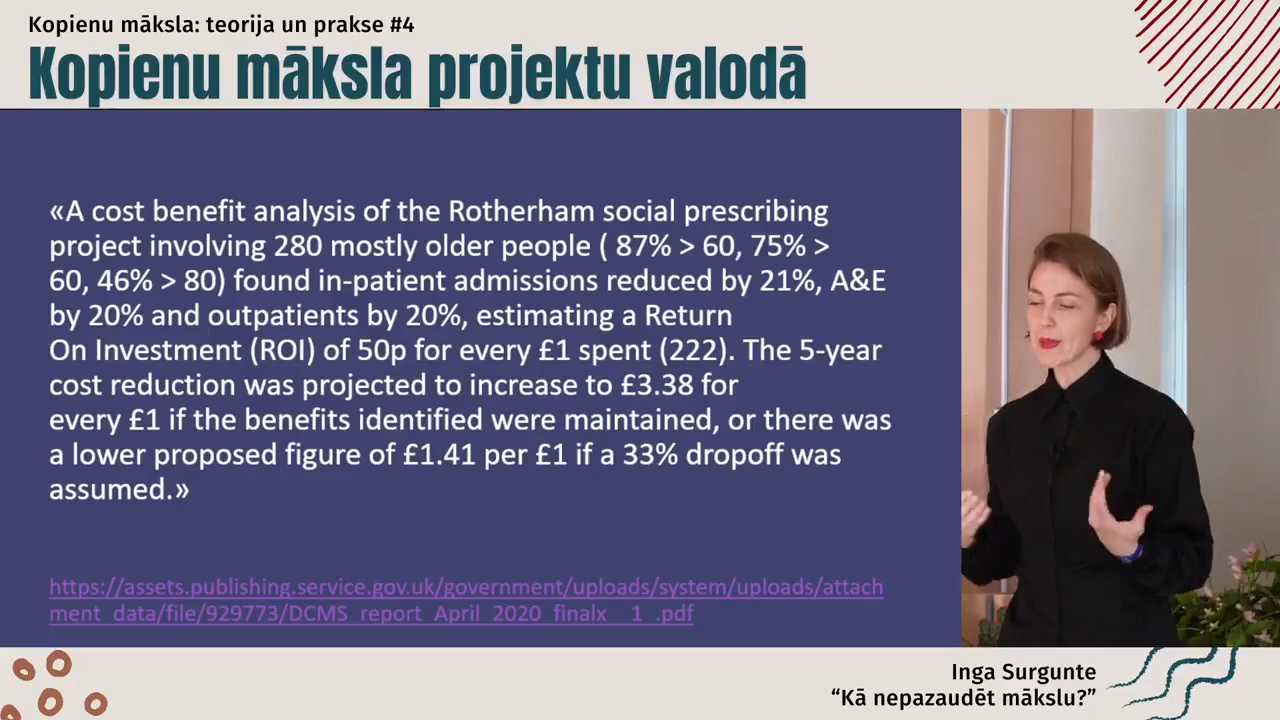 Kopienu māksla: teorija un prakse #4
Kopienu māksla projektu valodā
«A cost benefit analysis of the Rotherham social prescribing
project involving 280 mostly older people ( 87% > 60, 75% >
60, 46% > 80) found in-patient admissions reduced by 21%, A&E
by 20% and outpatients by 20%, estimating a Return
On Investment (ROI) of 50p for every £1 spent (222). The 5-year
cost reduction was projected to increase to £3.38 for
every £1 if the benefits identified were maintained, or there was
a lower proposed figure of £1.41 per £1 if a 33% dropoff was
assumed.»
https://assets.publishing.service.gov.uk/government/uploads/system/uploads/attach
ment_data/file/929773/DCMS_report_April_2020_finalx__1_.pdf
Inga Surgunte
“Kā nepazaudēt mākslu?”